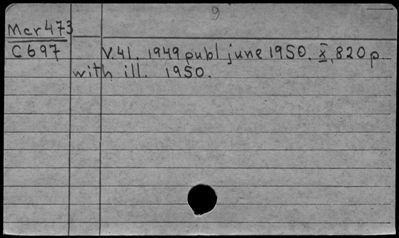 9
Mcr473
C697 V.41. 1949 publ june 1950. X, 820 p
with ill. 1950.